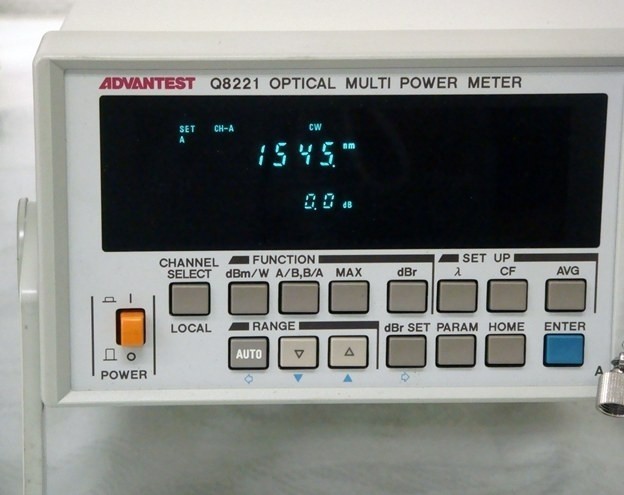 ADVANTEST Q8221 OPTICAL MULTI POWER METER
SET CH-A CW
A
1545. nm
0.0 dB
CHANNEL SELECT
FUNCTION
dBm/W A/B,B/A MAX dBr
SET UP
λ CF AVG
LOCAL
RANGE
AUTO
dBr SET PARAM HOME ENTER
POWER
A